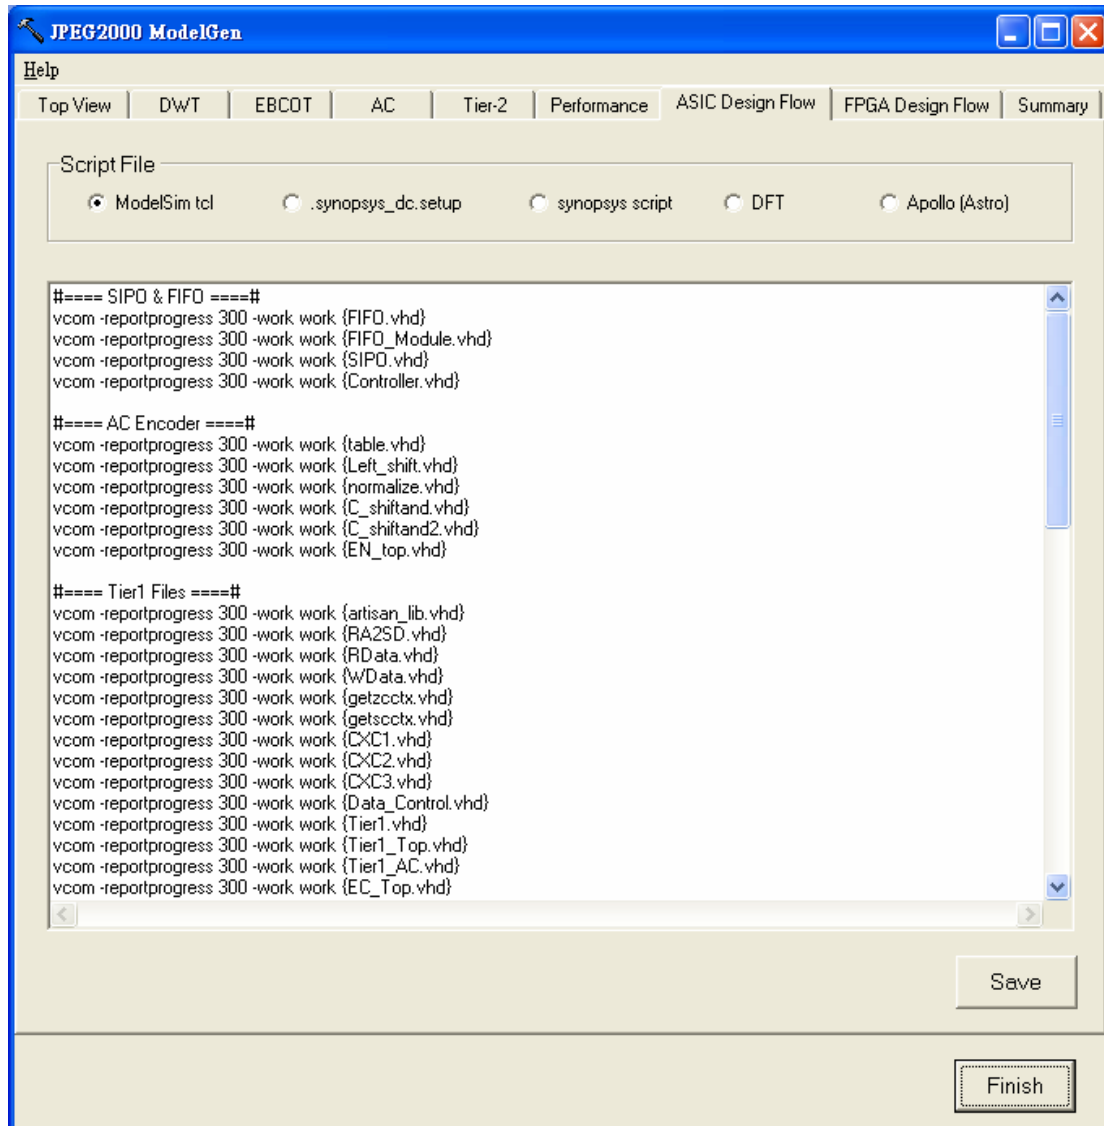 JPEG2000 ModelGen
Help
Top View DWT EBCOT AC Tier-2 Performance ASIC Design Flow FPGA Design Flow Summary
Script File
ModelSim tcl .synopsys_dc.setup synopsys script DFT Apollo (Astro)
#==== SIPO & FIFO ====#
vcom -reportprogress 300 -work work {FIFO.vhd}
vcom -reportprogress 300 -work work {FIFO_Module.vhd}
vcom -reportprogress 300 -work work {SIPO.vhd}
vcom -reportprogress 300 -work work {Controller.vhd}
#==== AC Encoder ====#
vcom -reportprogress 300 -work work {table.vhd}
vcom -reportprogress 300 -work work {Left_shift.vhd}
vcom -reportprogress 300 -work work {normalize.vhd}
vcom -reportprogress 300 -work work {C_shiftand.vhd}
vcom -reportprogress 300 -work work {C_shiftand2.vhd}
vcom -reportprogress 300 -work work {EN_top.vhd}
#==== Tier1 Files ====#
vcom -reportprogress 300 -work work {artisan_lib.vhd}
vcom -reportprogress 300 -work work {RA2SD.vhd}
vcom -reportprogress 300 -work work {RData.vhd}
vcom -reportprogress 300 -work work {WData.vhd}
vcom -reportprogress 300 -work work {getzcctx.vhd}
vcom -reportprogress 300 -work work {getscctx.vhd}
vcom -reportprogress 300 -work work {CXC1.vhd}
vcom -reportprogress 300 -work work {CXC2.vhd}
vcom -reportprogress 300 -work work {CXC3.vhd}
vcom -reportprogress 300 -work work {Data_Control.vhd}
vcom -reportprogress 300 -work work {Tier1.vhd}
vcom -reportprogress 300 -work work {Tier1_Top.vhd}
vcom -reportprogress 300 -work work {Tier1_AC.vhd}
vcom -reportprogress 300 -work work {EC_Top.vhd}
Save
Finish